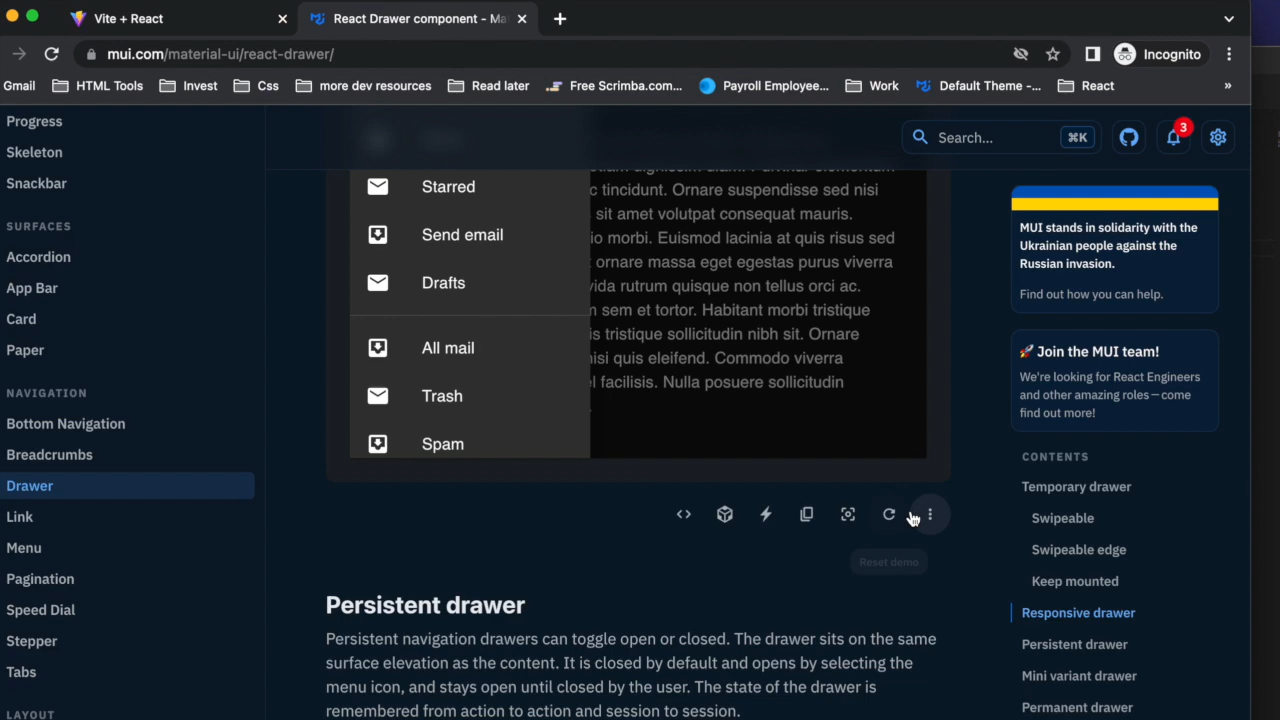 Vite + React
React Drawer component - Ma
mui.com/material-ui/react-drawer/
Incognito
Gmail
HTML Tools
Invest
Css
more dev resources
Read later
Free Scrimba.com...
Payroll Employee...
Work
Default Theme -...
React
»
Search...
⌘K
3
Progress
Skeleton
Snackbar
SURFACES
Accordion
App Bar
Card
Paper
NAVIGATION
Bottom Navigation
Breadcrumbs
Drawer
Link
Menu
Pagination
Speed Dial
Stepper
Tabs
LAYOUT
Starred
Send email
Drafts
All mail
Trash
Spam
c tincidunt. Ornare suspendisse sed nisi
sit amet volutpat consequat mauris.
io morbi. Euismod lacinia at quis risus sed
ornare massa eget egestas purus viverra
vida rutrum quisque non tellus orci ac.
n sem et tortor. Habitant morbi tristique
is tristique sollicitudin nibh sit. Ornare
nisi quis eleifend. Commodo viverra
el facilisis. Nulla posuere sollicitudin
Reset demo
Persistent drawer
Persistent navigation drawers can toggle open or closed. The drawer sits on the same
surface elevation as the content. It is closed by default and opens by selecting the
menu icon, and stays open until closed by the user. The state of the drawer is
remembered from action to action and session to session.
MUI stands in solidarity with the
Ukrainian people against the
Russian invasion.
Find out how you can help.
🚀 Join the MUI team!
We're looking for React Engineers
and other amazing roles—come
find out more!
CONTENTS
Temporary drawer
Swipeable
Swipeable edge
Keep mounted
Responsive drawer
Persistent drawer
Mini variant drawer
Permanent drawer